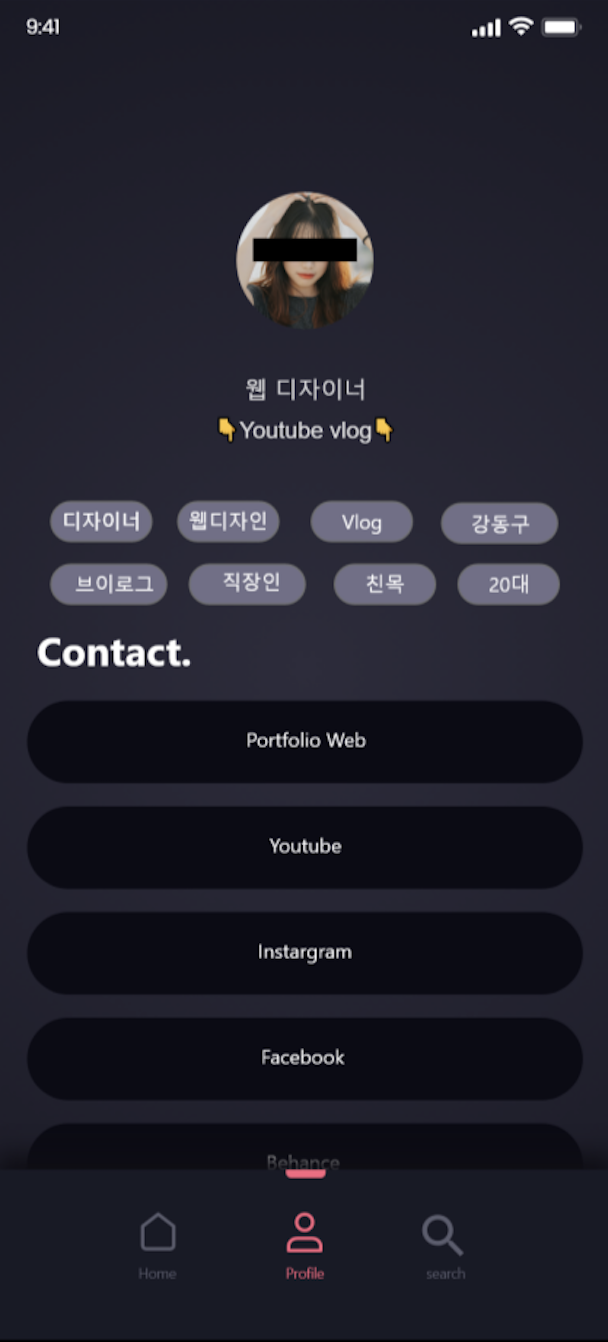 9:41
웹 디자이너
👇Youtube vlog👇
디자이너 웹디자인 Vlog 강동구
브이로그 직장인 친목 20대
Contact.
Portfolio Web
Youtube
Instargram
Facebook
Behance
Home Profile search